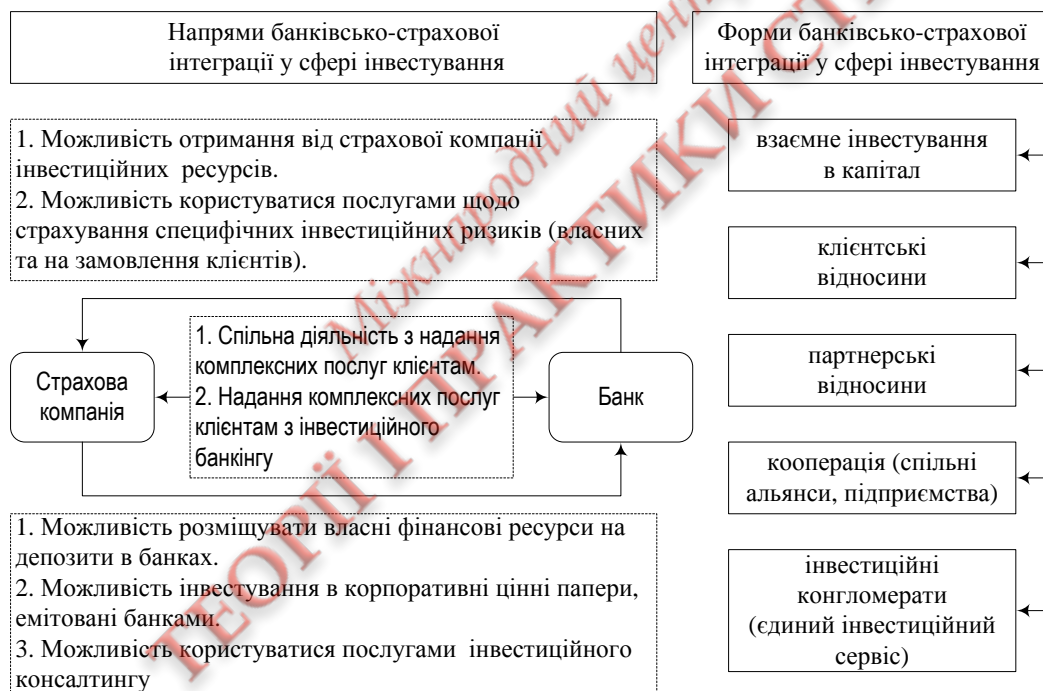 Напрями банківсько-страхової
інтеграції у сфері інвестування
Форми банківсько-страхової
інтеграції у сфері інвестування
1. Можливість отримання від страхової компанії
інвестиційних ресурсів.
2. Можливість користуватися послугами щодо
страхування специфічних інвестиційних ризиків (власних
та на замовлення клієнтів).
Страхова
компанія
1. Спільна діяльність з надання
комплексних послуг клієнтам.
2. Надання комплексних послуг
клієнтам з інвестиційного
банкінгу
Банк
1. Можливість розміщувати власні фінансові ресурси на
депозити в банках.
2. Можливість інвестування в корпоративні цінні папери,
емітовані банками.
3. Можливість користуватися послугами інвестиційного
консалтингу
взаємне інвестування
в капітал
клієнтські
відносини
партнерські
відносини
кооперація (спільні
альянси, підприємства)
інвестиційні
конгломерати
(єдиний інвестиційний
сервіс)
Міжнародний
ТЕОРІЇ І ПРАКТИКИ